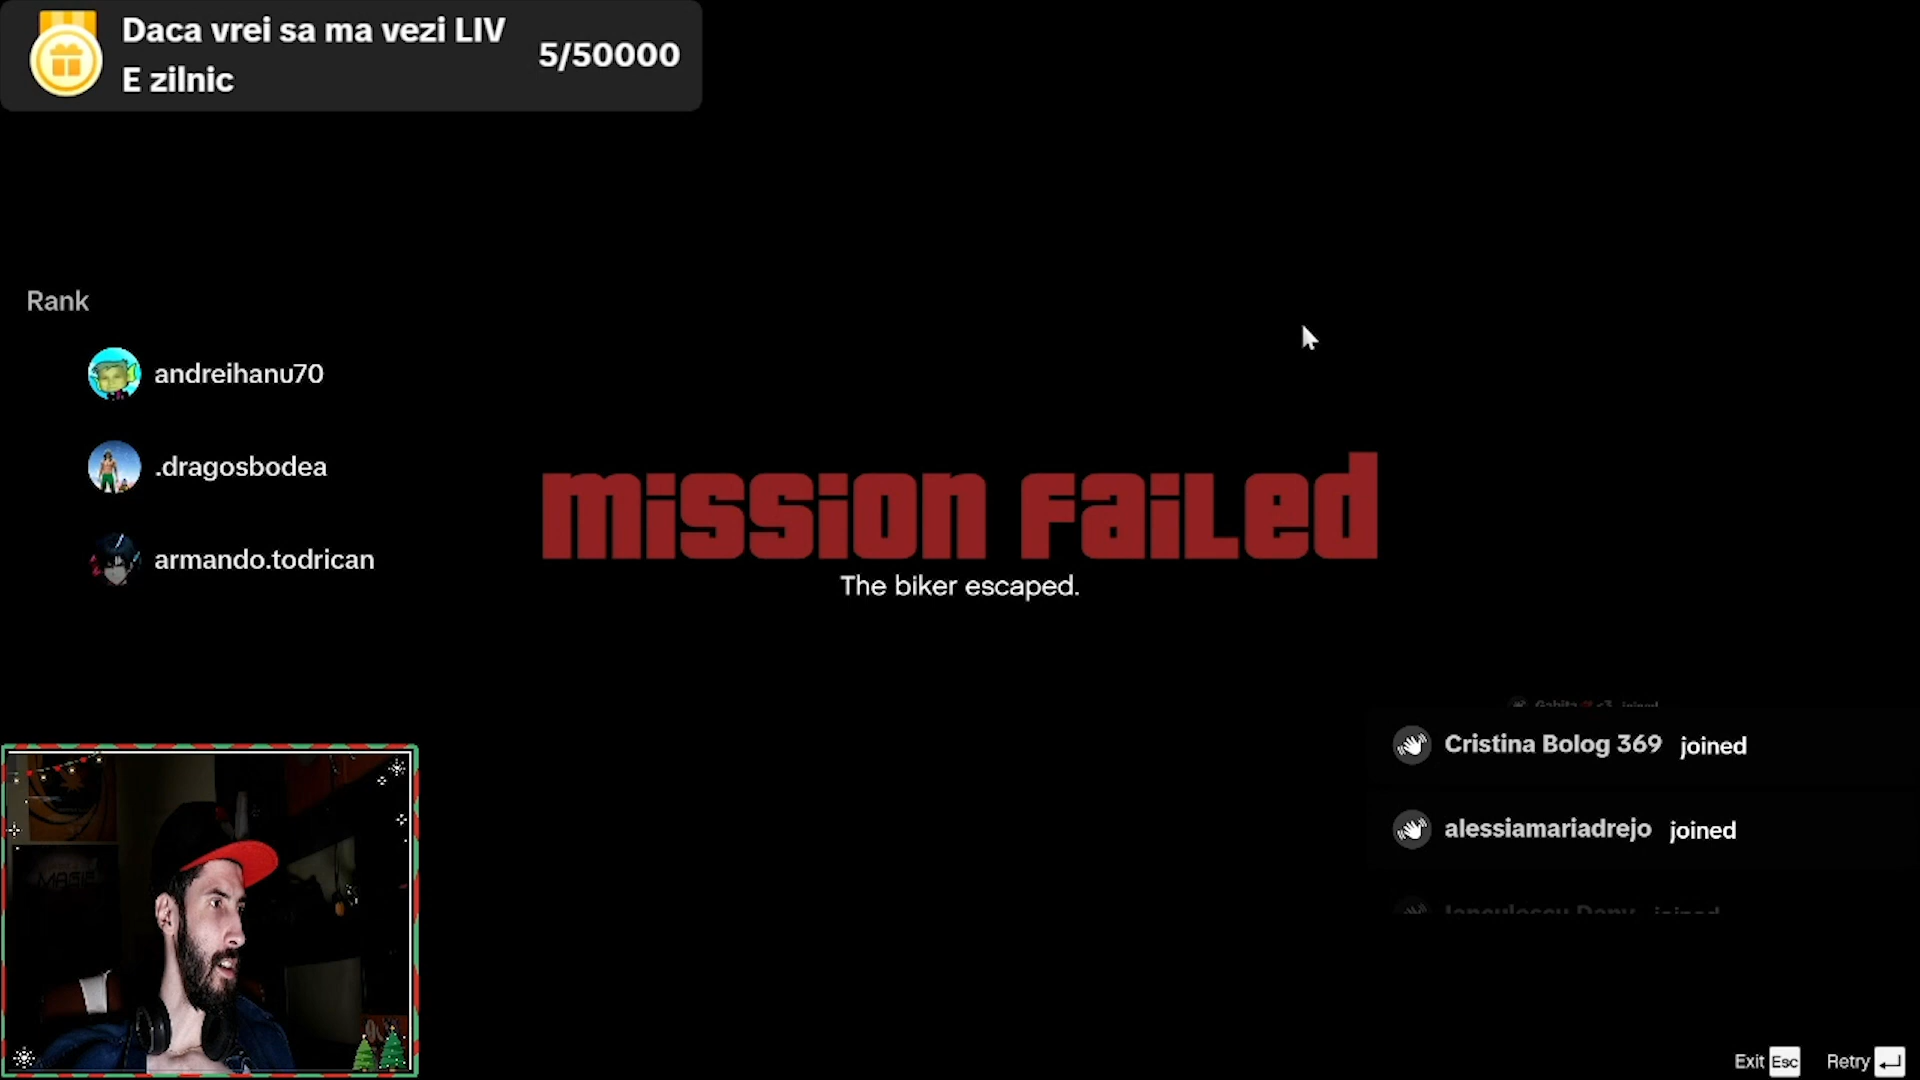 Daca vrei sa ma vezi LIV
E zilnic
5/50000
Rank
andreihanu70
.dragosbodea
armando.todrican
mission failed
The biker escaped.
Cristina Bolog 369 joined
alessiamariadrejo joined
Exit Esc Retry